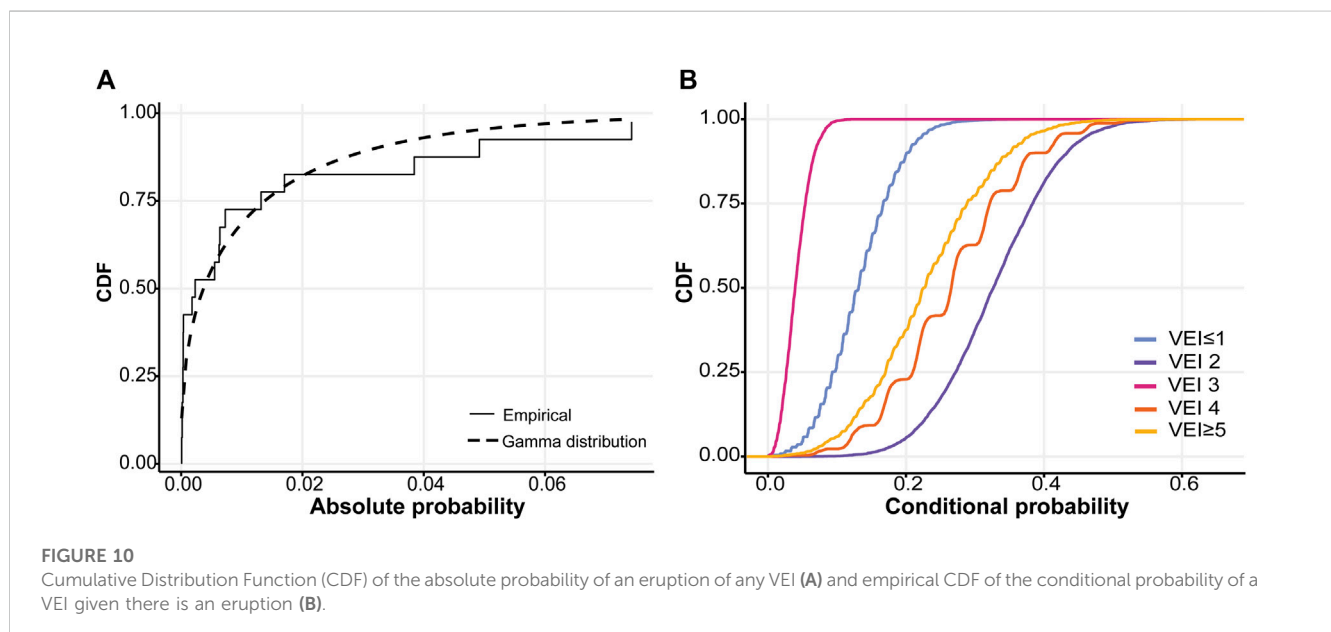 A
B
1.00
0.75
0.50
0.25
0.00
CDF
0.00
0.02
0.04
0.06
Absolute probability
Empirical
Gamma distribution
1.00
0.75
0.50
0.25
0.00
CDF
0.0
0.2
0.4
0.6
Conditional probability
VEI≤1
VEI 2
VEI 3
VEI 4
VEI≥5
FIGURE 10
Cumulative Distribution Function (CDF) of the absolute probability of an eruption of any VEI (A) and empirical CDF of the conditional probability of a
VEI given there is an eruption (B).